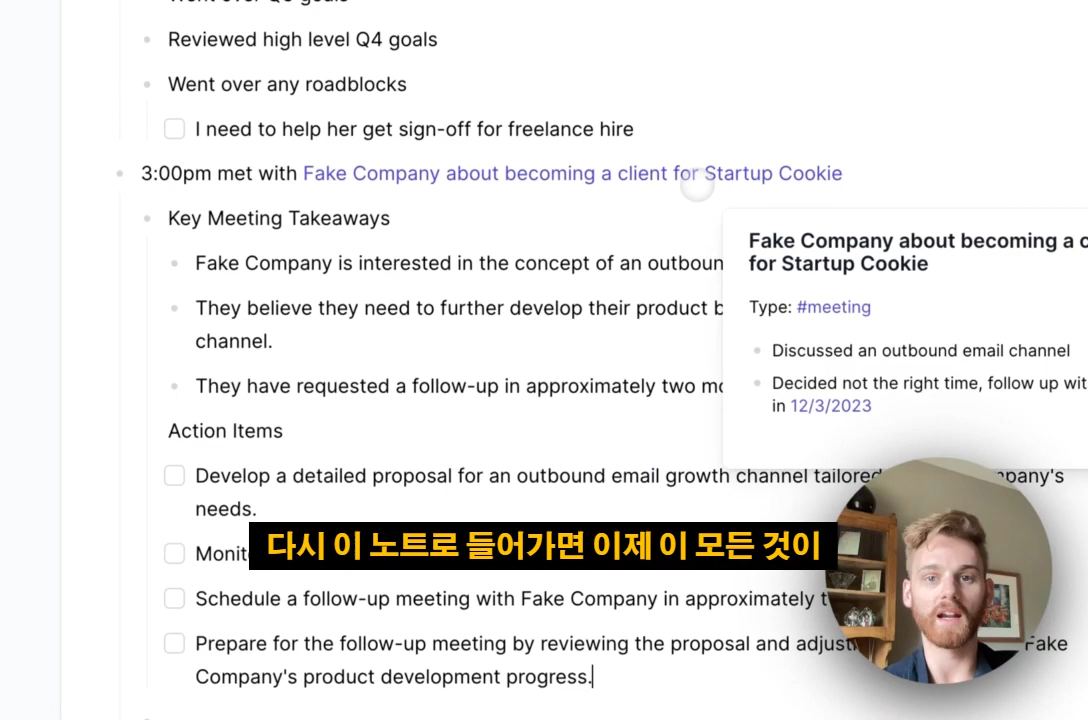 Reviewed high level Q4 goals
Went over any roadblocks
I need to help her get sign-off for freelance hire
3:00pm met with Fake Company about becoming a client for Startup Cookie
Key Meeting Takeaways
Fake Company is interested in the concept of an outboun
They believe they need to further develop their product b
channel.
They have requested a follow-up in approximately two mo
Action Items
Develop a detailed proposal for an outbound email growth channel tailored pany's
needs.
Monit
Schedule a follow-up meeting with Fake Company in approximately t
Prepare for the follow-up meeting by reviewing the proposal and adjusti Fake
Company's product development progress.
Fake Company about becoming a c
for Startup Cookie
Type: #meeting
Discussed an outbound email channel
Decided not the right time, follow up wit
in 12/3/2023
다시 이 노트로 들어가면 이제 이 모든 것이